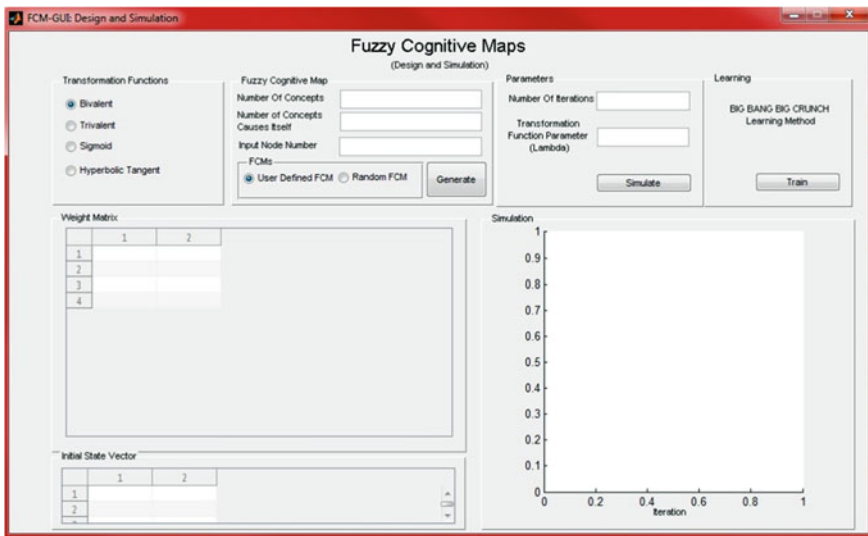 FCM-GUI: Design and Simulation
Fuzzy Cognitive Maps
(Design and Simulation)
Transformation Functions
Bivalent
Trivalent
Sigmoid
Hyperbolic Tangent
Fuzzy Cognitive Map
Number Of Concepts
Number of Concepts
Causes Itself
Input Node Number
FCMs
User Defined FCM
Random FCM
Generate
Parameters
Number Of Iterations
Transformation
Function Parameter
(Lambda)
Simulate
Learning
BIG BANG BIG CRUNCH
Learning Method
Train
Weight Matrix
1 2
1
2
3
4
Initial State Vector
1 2
1
2
Simulation
1
0.9
0.8
0.7
0.6
0.5
0.4
0.3
0.2
0.1
0
0 0.2 0.4 0.6 0.8 1
Iteration